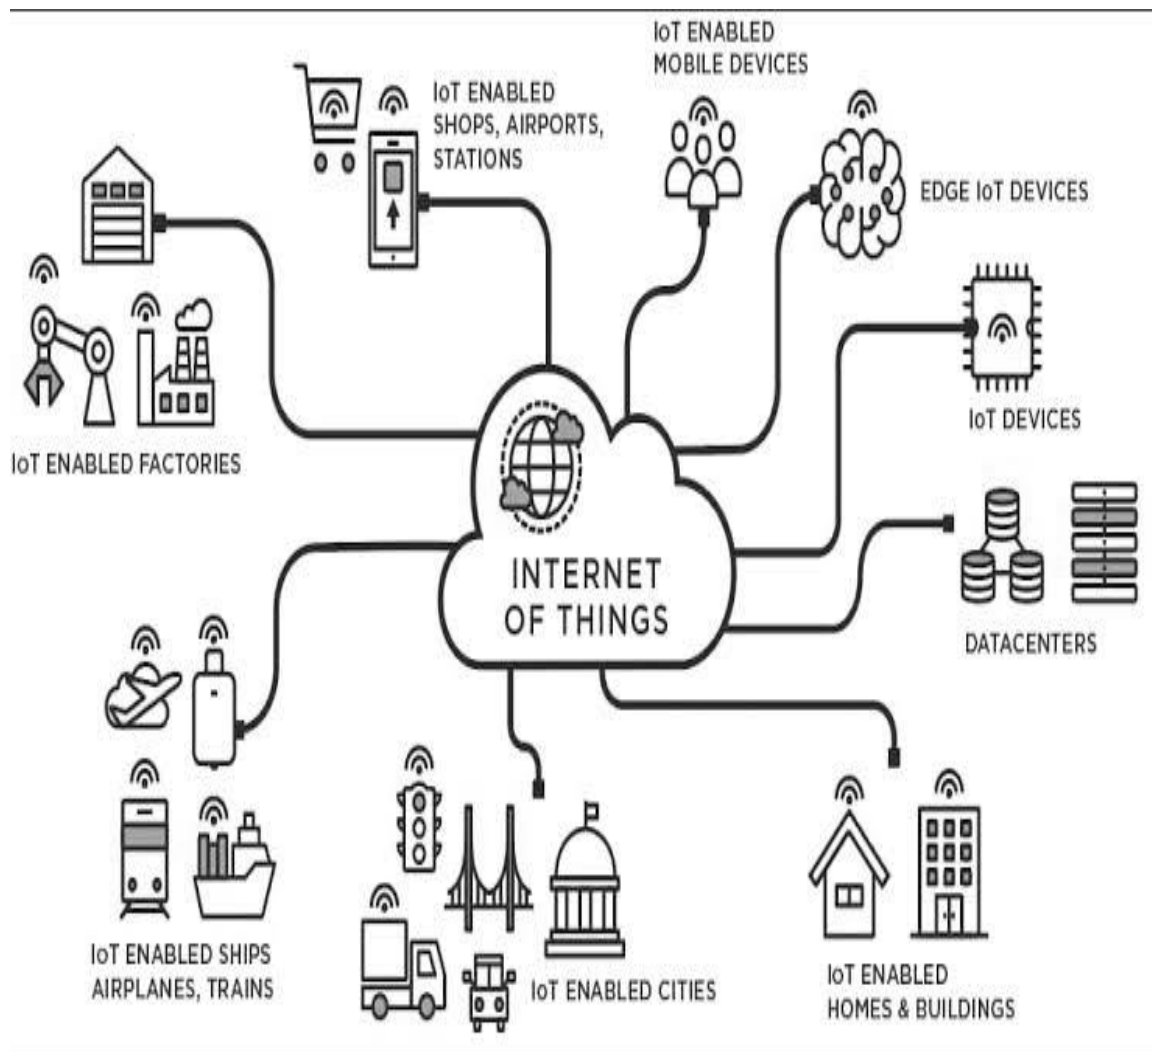 IoT ENABLED
MOBILE DEVICES
IoT ENABLED
SHOPS, AIRPORTS,
STATIONS
EDGE IoT DEVICES
IoT DEVICES
IoT ENABLED FACTORIES
INTERNET
OF THINGS
DATACENTERS
IoT ENABLED SHIPS
AIRPLANES, TRAINS
IoT ENABLED CITIES
IoT ENABLED
HOMES & BUILDINGS